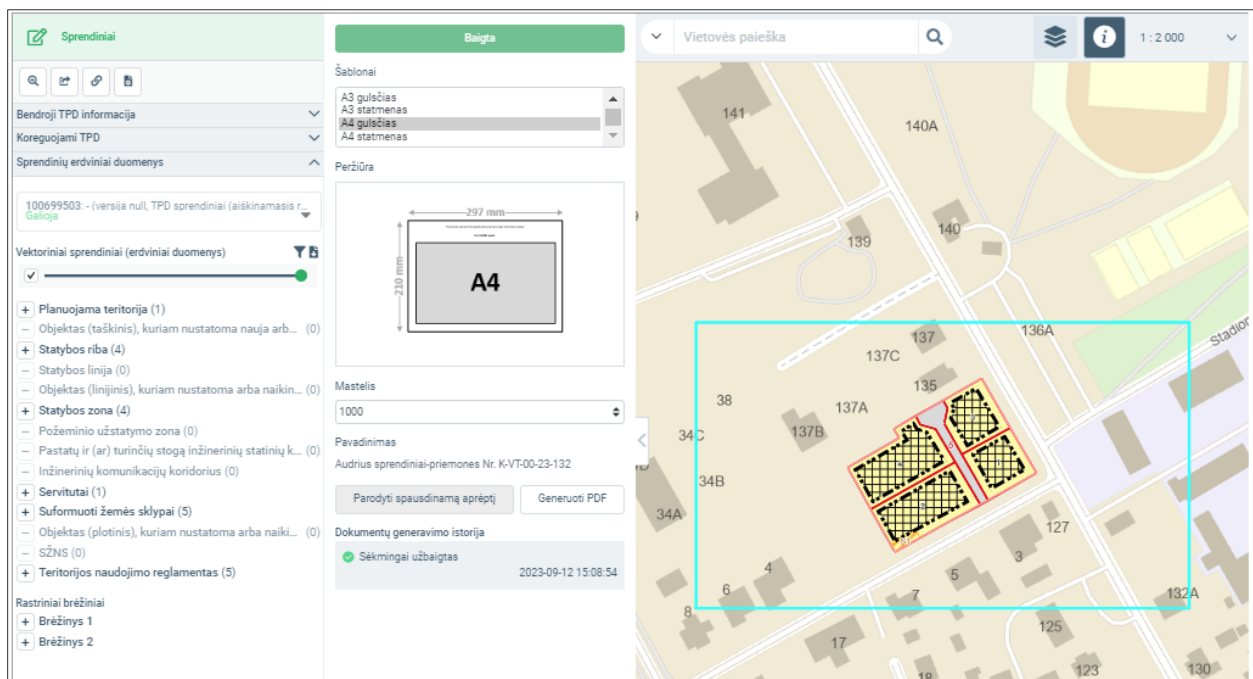 Sprendiniai
Bendroji TPD informacija
Koreguojami TPD
Sprendinių erdviniai duomenys
100699503: - (versija null, TPD sprendiniai (aiškinamasis r...
Galioja
Vektoriniai sprendiniai (erdviniai duomenys)
Planuojama teritorija (1)
Objektas (taškinis), kuriam nustatoma nauja arb... (0)
Statybos riba (4)
Statybos linija (0)
Objektas (linijinis), kuriam nustatoma arba naikin... (0)
Statybos zona (4)
Požeminio užstatymo zona (0)
Pastatų ir (ar) turinčių stogą inžinerinių statinių k... (0)
Inžinerinių komunikacijų koridorius (0)
Servitutai (1)
Suformuoti žemės sklypai (5)
Objektas (plotinis), kuriam nustatoma arba naiki... (0)
SŽNS (0)
Teritorijos naudojimo reglamentas (5)
Rastriniai brėžiniai
Brėžinys 1
Brėžinys 2
Baigta
Šablonai
A3 gulsčias
A3 statmenas
A4 gulsčias
A4 statmenas
Peržiūra
297 mm
210 mm
A4
Mastelis
1000
Pavadinimas
Audrius sprendiniai-priemones Nr. K-VT-00-23-132
Parodyti spausdinamą aprėptį
Generuoti PDF
Dokumentų generavimo istorija
Sėkmingai užbaigtas
2023-09-12 15:08:54
Vietovės paieška
1 : 2 000
141
140A
139
140
136A
Stadion
137
137C
135
38
137A
137B
34C
34B
34A
127
3
4
5
6
7
8
132A
17
125
18
123
130